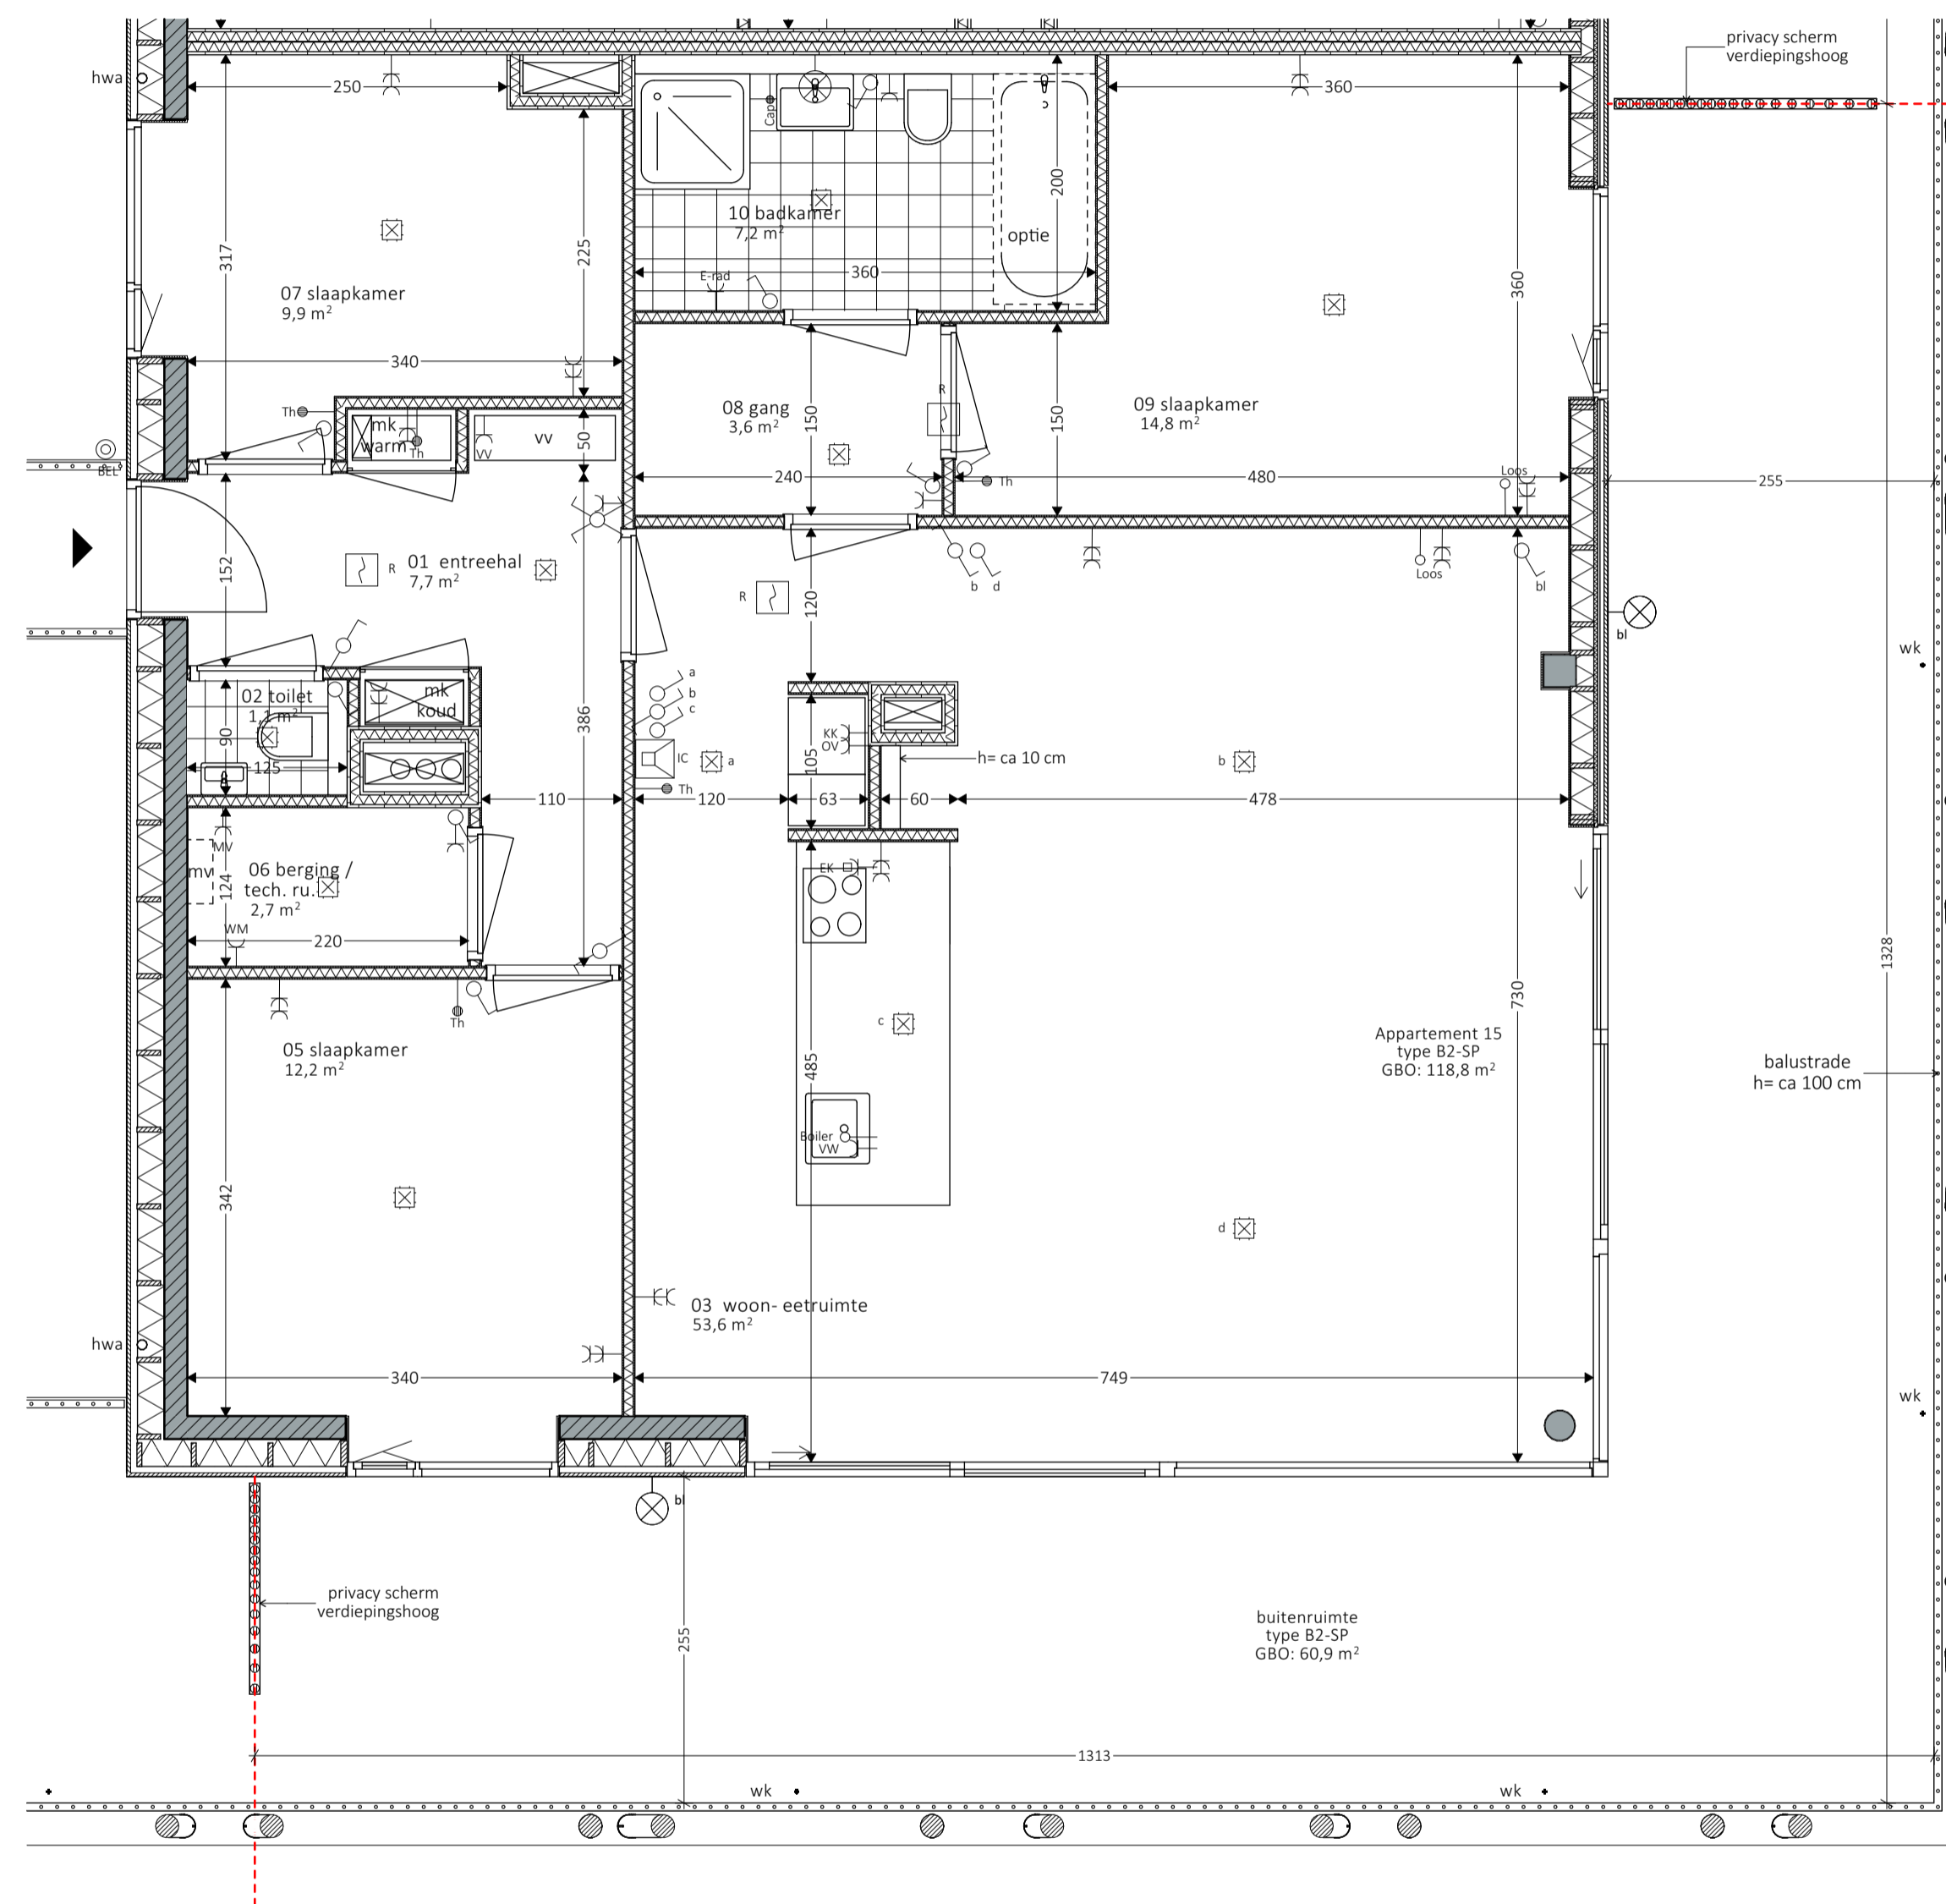 privacy scherm
verdiepingshoog
hwa
250
Cap
360
317
225
200
360
10 badkamer
7,2 m²
optie
E-rad
360
07 slaapkamer
9,9 m²
340
Th
mk
warm
Th
VV
vv
50
08 gang
3,6 m²
150
R
150
09 slaapkamer
14,8 m²
240
Th
480
Loos
255
BEL
152
R
01 entreehal
7,7 m²
R
120
b
d
Loos
bl
bl
wk
02 toilet
1,1 m²
90
125
mk
koud
386
a
b
c
IC
a
Th
KK
OV
105
h= ca 10 cm
b
110
120
63
60
478
MV
mv
124
06 berging /
tech. ru.
2,7 m²
WM
220
EK
1328
Th
05 slaapkamer
12,2 m²
342
c
485
730
Appartement 15
type B2-SP
GBO: 118,8 m²
balustrade
h= ca 100 cm
Boiler
VW
d
03 woon- eetruimte
53,6 m²
hwa
340
749
wk
bl
privacy scherm
verdiepingshoog
255
buitenruimte
type B2-SP
GBO: 60,9 m²
1313
wk
wk